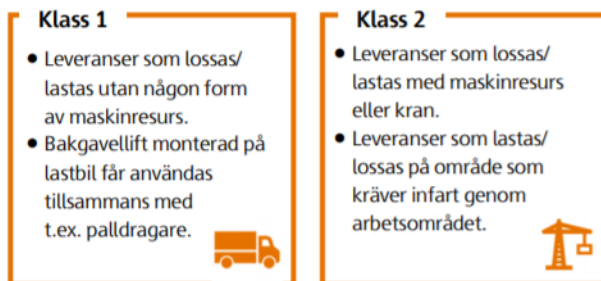 Klass 1
● Leveranser som lossas/
lastas utan någon form
av maskinresurs.
● Bakgavellift monterad på
lastbil får användas
tillsammans med
t.ex. palldragare.
Klass 2
● Leveranser som lossas/
lastas med maskinresurs
eller kran.
● Leveranser som lastas/
lossas på område som
kräver infart genom
arbetsområdet.